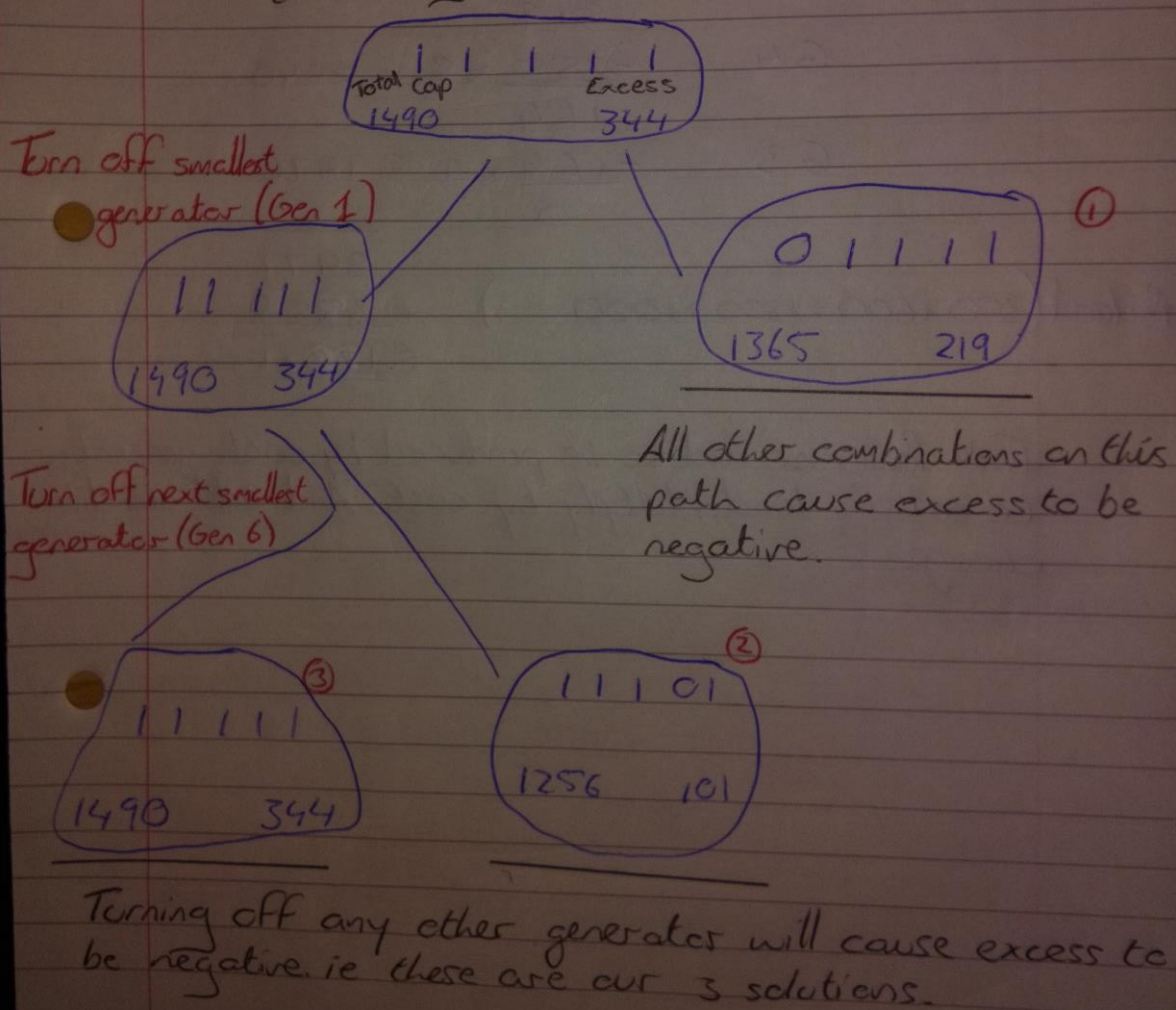 1 1 1 1 1
Total Cap Excess
1490 344
Turn off smallest
generator (Gen 1)
1 1 1 1 1
1490 344
①
0 1 1 1 1
1365 219
All other combinations on this
path cause excess to be
negative.
Turn off next smallest
generator (Gen 6)
③
1 1 1 1 1
1490 344
②
1 1 1 0 1
1256 101
Turning off any other generator will cause excess to
be negative. ie these are our 3 solutions.